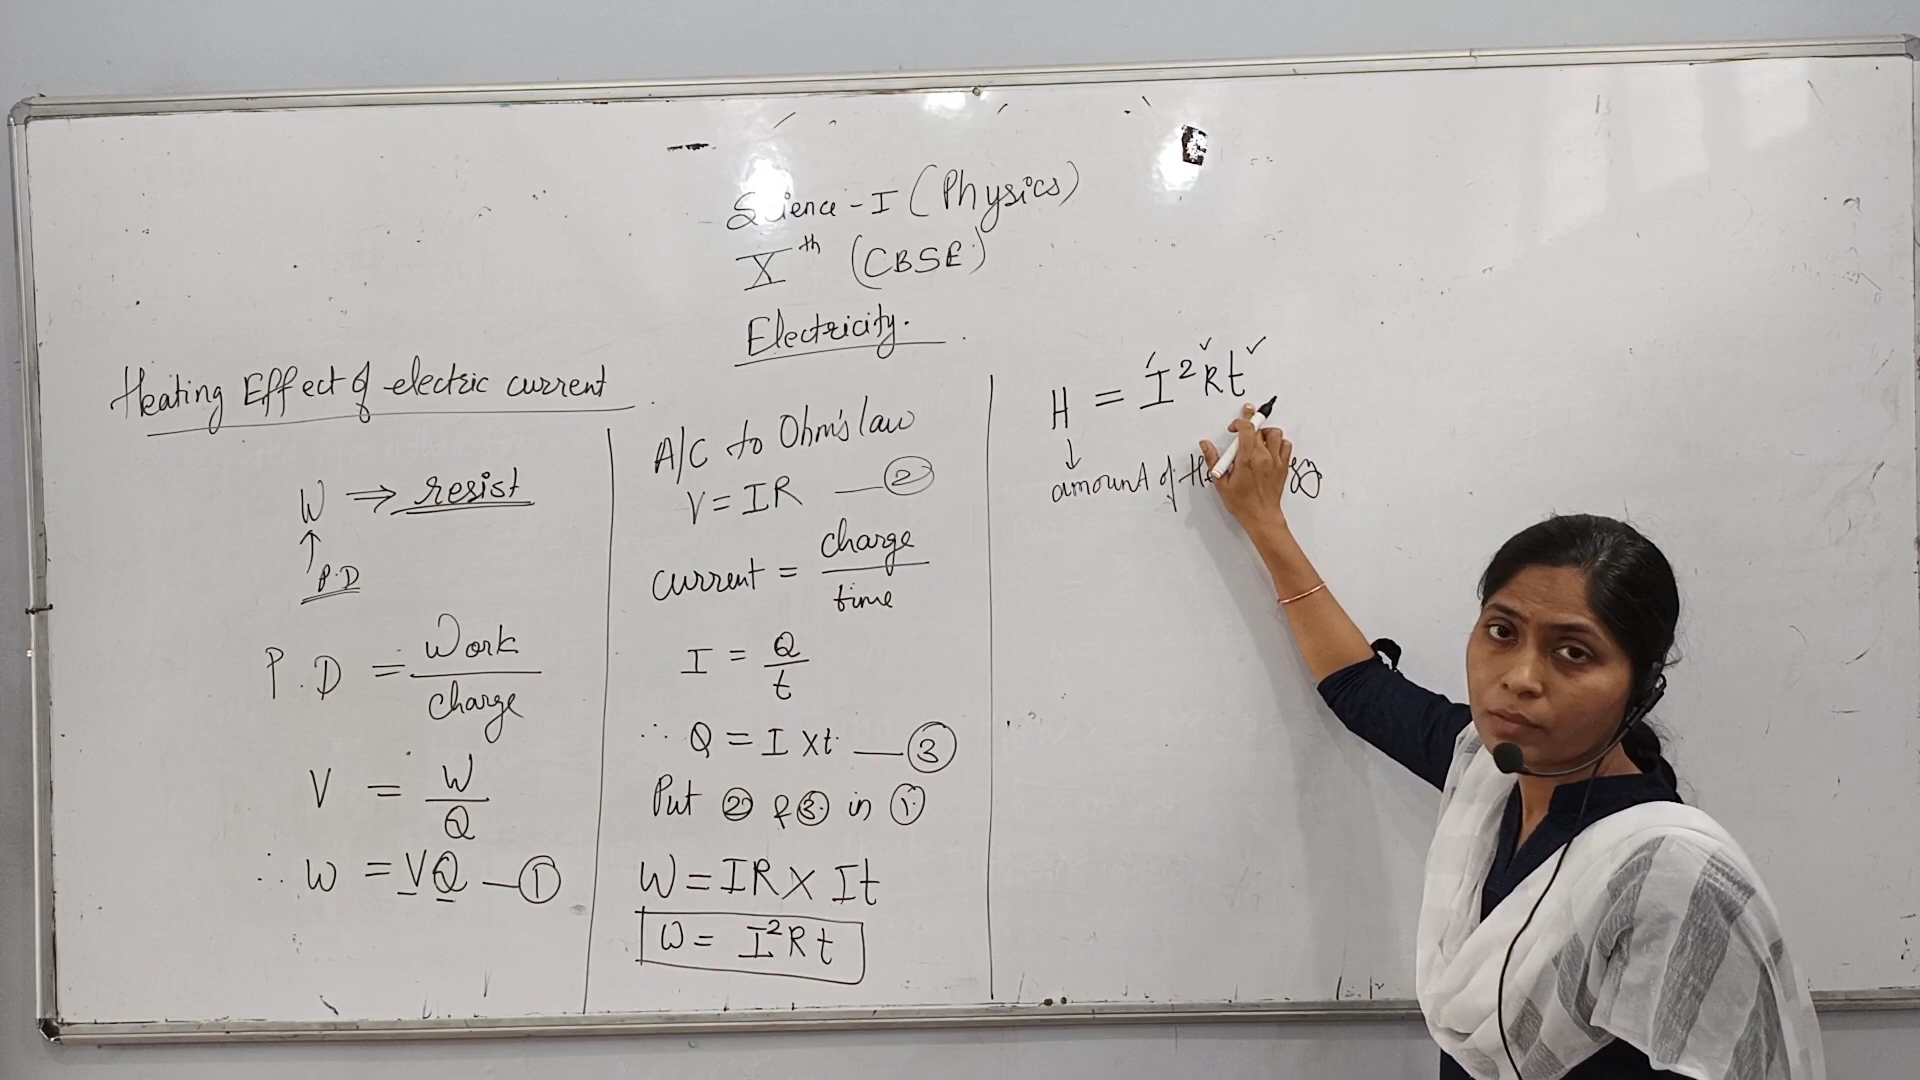 Science - I (Physics)
Xth (CBSE)
Electricity.
Heating Effect of electric current
W ⇒ resist
↑
P.D
P.D = Work / charge
V = W / Q
∴ W = VQ — ①
A/C to Ohm's law
V = IR — ②
current = charge / time
I = Q / t
∴ Q = I × t — ③
Put ② & ③ in ①
W = IR × It
W = I²Rt
H = I²Rt
↓
amount of